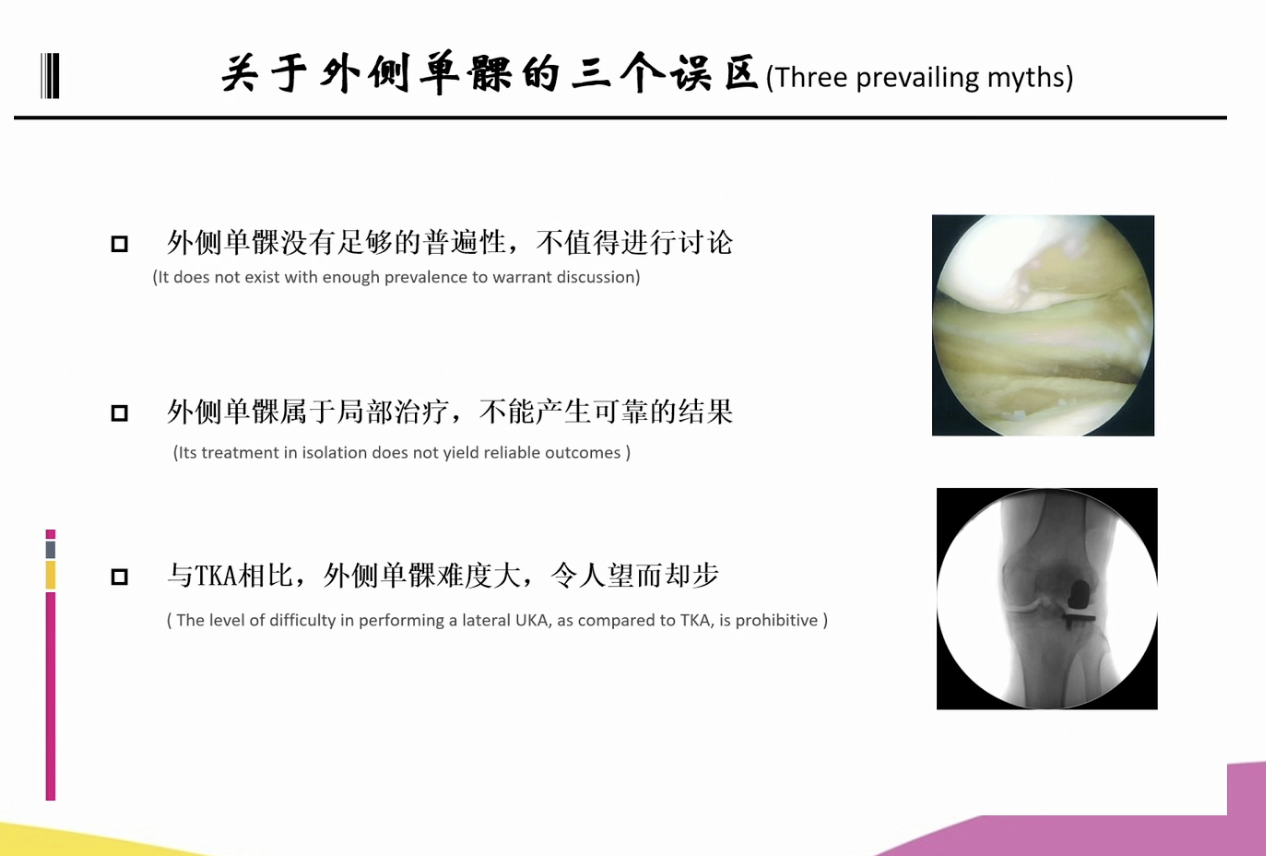 关于外侧单髁的三个误区(Three prevailing myths)
外侧单髁没有足够的普遍性，不值得进行讨论
(It does not exist with enough prevalence to warrant discussion)
外侧单髁属于局部治疗，不能产生可靠的结果
(Its treatment in isolation does not yield reliable outcomes )
与TKA相比，外侧单髁难度大，令人望而却步
( The level of difficulty in performing a lateral UKA, as compared to TKA, is prohibitive )